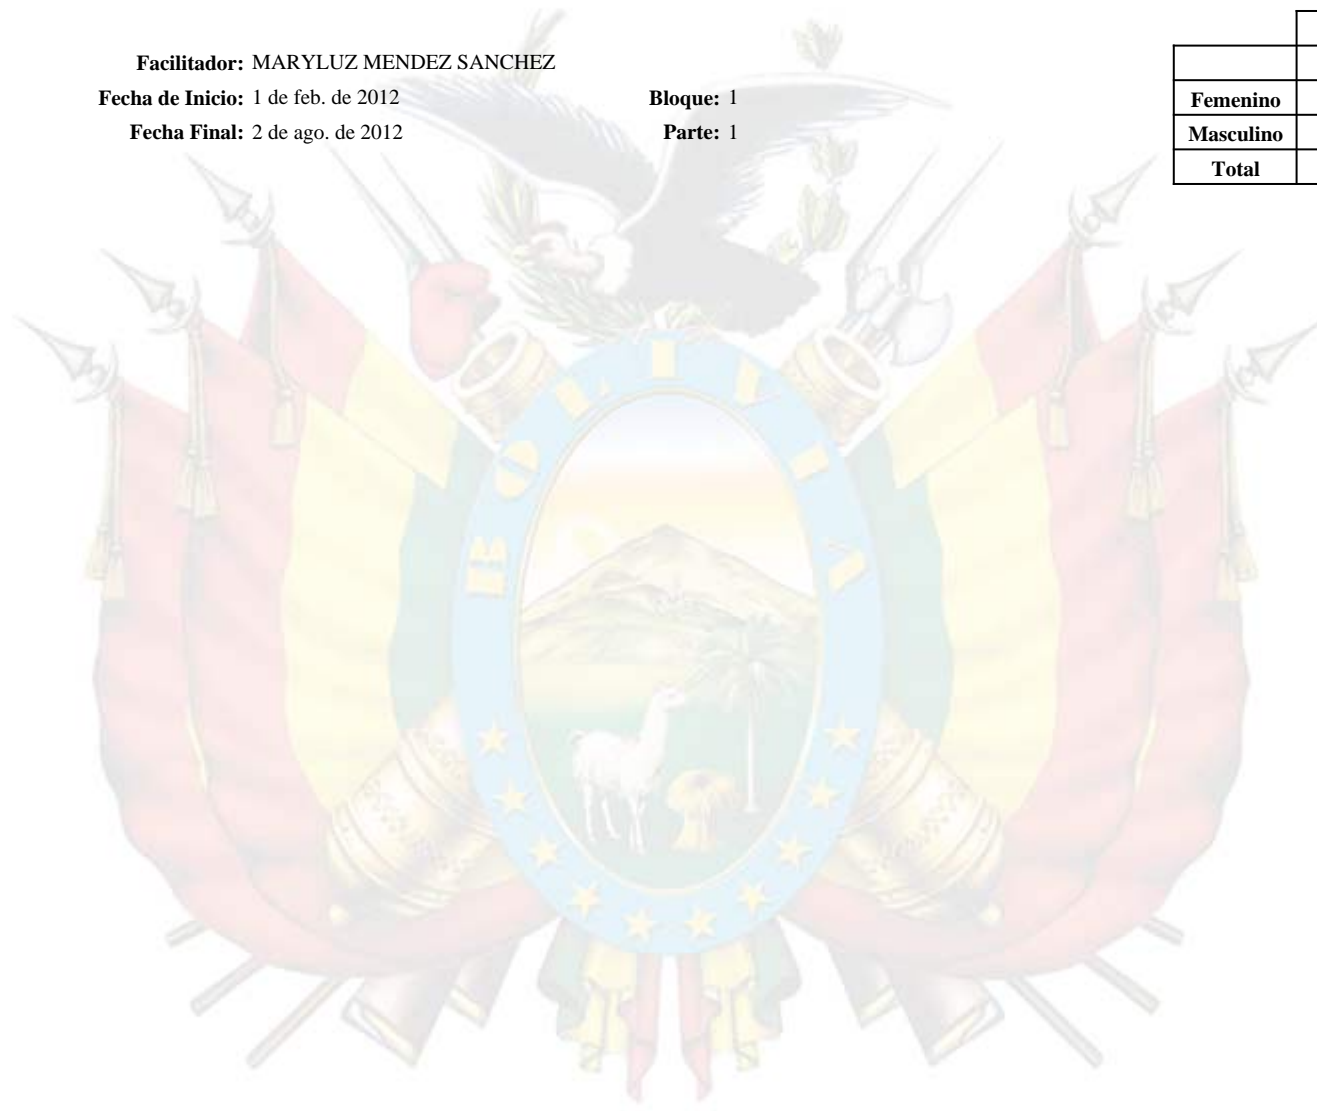 Facilitador: MARYLUZ MENDEZ SANCHEZ
Fecha de Inicio: 1 de feb. de 2012 Bloque: 1
Fecha Final: 2 de ago. de 2012 Parte: 1
Femenino
Masculino
Total
BOLIVIA